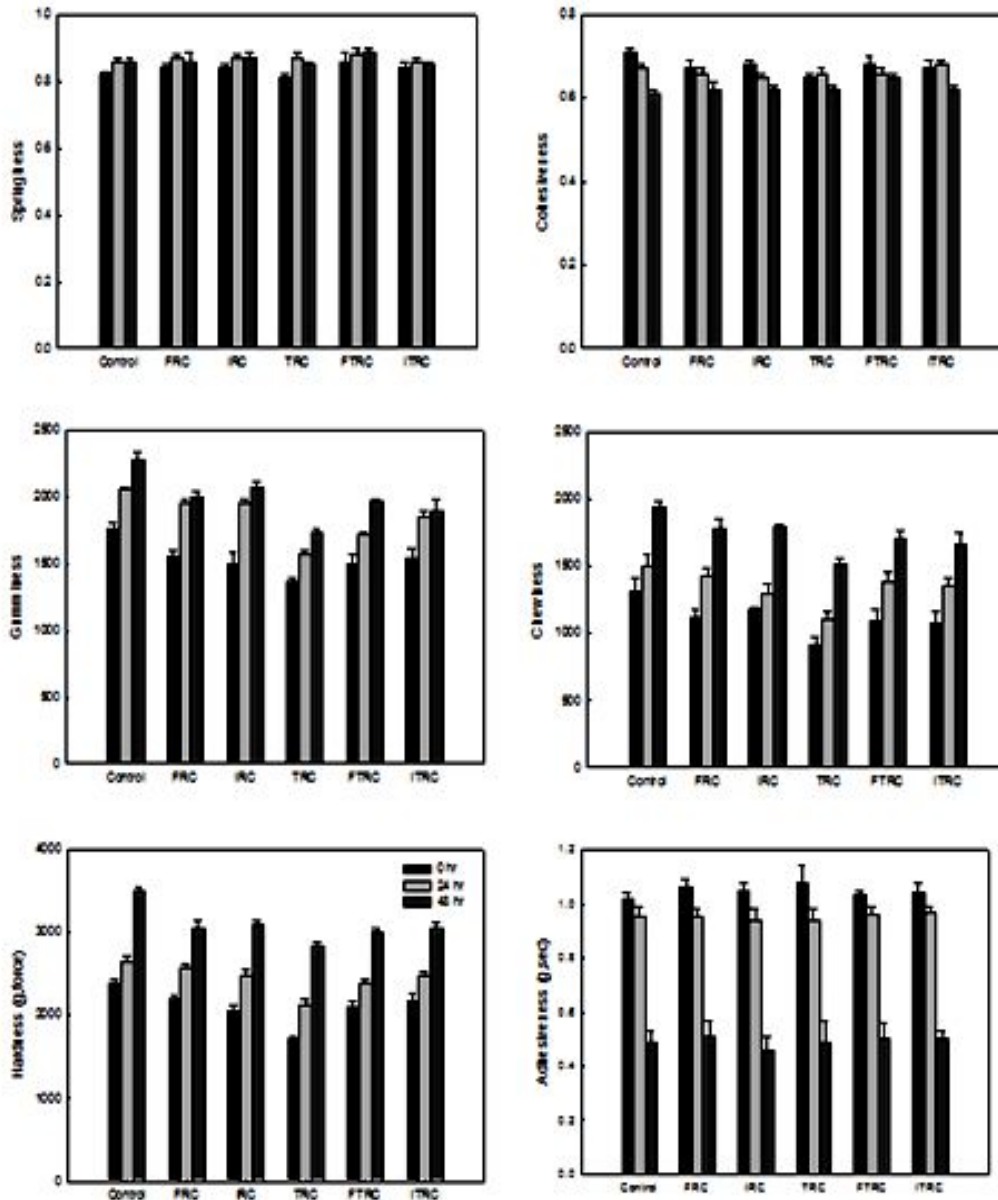 1.0
0.8
0.6
0.4
0.2
0.0
Springiness
Control FRC IRC TRC FTRC ITRC
0.8
0.6
0.4
0.2
0.0
Cohesiveness
Control FRC IRC TRC FTRC ITRC
2500
2000
1500
1000
500
0
Gumminess
Control FRC IRC TRC FTRC ITRC
2500
2000
1500
1000
500
0
Chewiness
Control FRC IRC TRC FTRC ITRC
4000
3000
2000
1000
0
Hardness (g,force)
0 hr
24 hr
48 hr
Control FRC IRC TRC FTRC ITRC
1.2
1.0
0.8
0.6
0.4
0.2
0.0
Adhesiveness (g,sec)
Control FRC IRC TRC FTRC ITRC